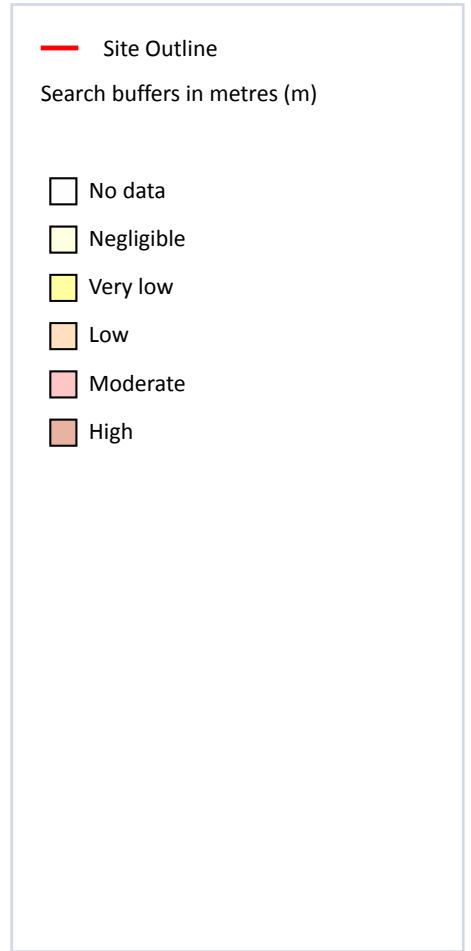 Site Outline
Search buffers in metres (m)
No data
Negligible
Very low
Low
Moderate
High